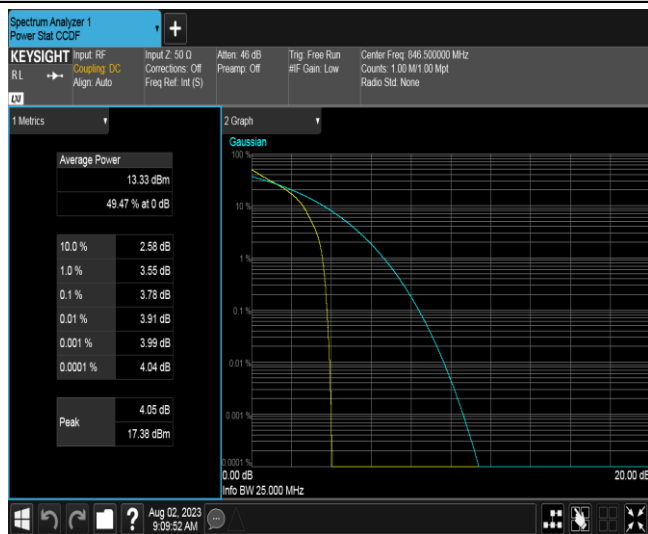 Spectrum Analyzer 1
Power Stat CCDF
+
KEYSIGHT
RL
LXI
Input: RF
Coupling: DC
Align: Auto
Input Z: 50 Ω
Corrections: Off
Freq Ref: Int (S)
Atten: 46 dB
Preamp: Off
Trig: Free Run
#IF Gain: Low
Center Freq: 846.500000 MHz
Counts: 1.00 M/1.00 Mpt
Radio Std: None
1 Metrics
Average Power
13.33 dBm
49.47 % at 0 dB
10.0 % 2.58 dB
1.0 % 3.55 dB
0.1 % 3.78 dB
0.01 % 3.91 dB
0.001 % 3.99 dB
0.0001 % 4.04 dB
Peak
4.05 dB
17.38 dBm
2 Graph
Gaussian
100 %
10 %
1 %
0.1 %
0.01 %
0.001 %
0.0001 %
0.00 dB
20.00 dB
Info BW 25.000 MHz
?
Aug 02, 2023
9:09:52 AM